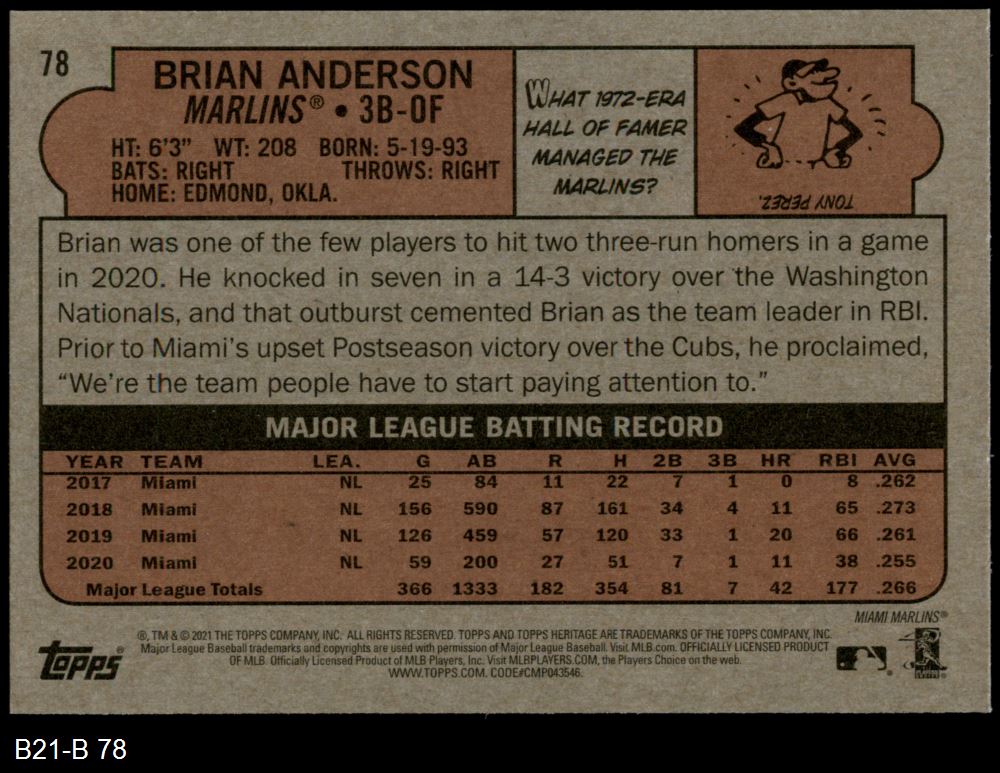 78
BRIAN ANDERSON
MARLINS® • 3B-OF
HT: 6'3" WT: 208 BORN: 5-19-93
BATS: RIGHT THROWS: RIGHT
HOME: EDMOND, OKLA.
WHAT 1972-ERA
HALL OF FAMER
MANAGED THE
MARLINS?
TONY PEREZ.
Brian was one of the few players to hit two three-run homers in a game
in 2020. He knocked in seven in a 14-3 victory over the Washington
Nationals, and that outburst cemented Brian as the team leader in RBI.
Prior to Miami's upset Postseason victory over the Cubs, he proclaimed,
"We're the team people have to start paying attention to."
MAJOR LEAGUE BATTING RECORD
YEAR TEAM LEA. G AB R H 2B 3B HR RBI AVG
2017 Miami NL 25 84 11 22 7 1 0 8 .262
2018 Miami NL 156 590 87 161 34 4 11 65 .273
2019 Miami NL 126 459 57 120 33 1 20 66 .261
2020 Miami NL 59 200 27 51 7 1 11 38 .255
Major League Totals 366 1333 182 354 81 7 42 177 .266
MIAMI MARLINS®
topps®
®, TM & © 2021 THE TOPPS COMPANY, INC. ALL RIGHTS RESERVED. TOPPS AND TOPPS HERITAGE ARE TRADEMARKS OF THE TOPPS COMPANY, INC.
Major League Baseball trademarks and copyrights are used with permission of Major League Baseball. Visit MLB.com. OFFICIALLY LICENSED PRODUCT
OF MLB. Officially Licensed Product of MLB Players, Inc. Visit MLBPLAYERS.COM, the Players Choice on the web.
WWW.TOPPS.COM. CODE#CMP043546.
B21-B 78